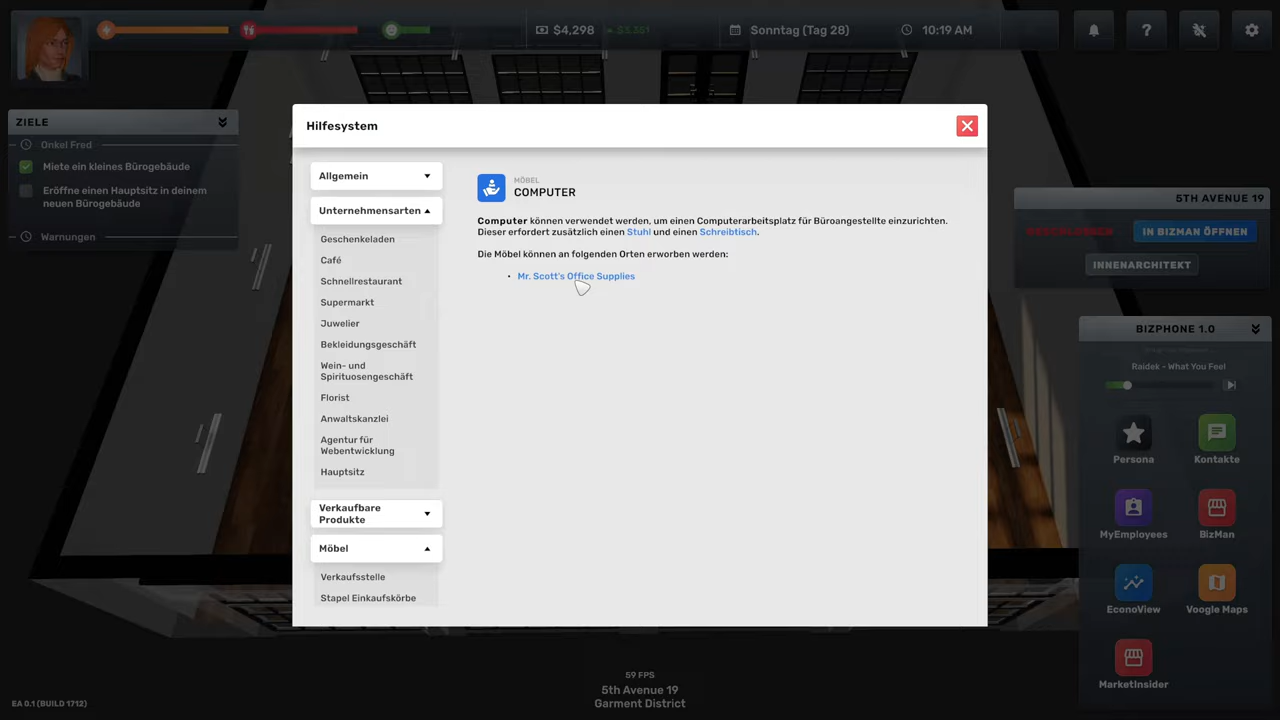 $4,298
$3,361
Sonntag (Tag 28)
10:19 AM
?
ZIELE
Onkel Fred
Miete ein kleines Bürogebäude
Eröffne einen Hauptsitz in deinem
neuen Bürogebäude
Warnungen
Hilfesystem
Allgemein
Unternehmensarten
Geschenkeladen
Café
Schnellrestaurant
Supermarkt
Juwelier
Bekleidungsgeschäft
Wein- und
Spirituosengeschäft
Florist
Anwaltskanzlei
Agentur für
Webentwicklung
Hauptsitz
Verkaufbare
Produkte
Möbel
Verkaufsstelle
Stapel Einkaufskörbe
MÖBEL
COMPUTER
Computer können verwendet werden, um einen Computerarbeitsplatz für Büroangestellte einzurichten.
Dieser erfordert zusätzlich einen Stuhl und einen Schreibtisch.
Die Möbel können an folgenden Orten erworben werden:
• Mr. Scott's Office Supplies
5TH AVENUE 19
GESCHLOSSEN
IN BIZMAN ÖFFNEN
INNENARCHITEKT
BIZPHONE 1.0
Raidek - What You Feel
Persona
Kontakte
MyEmployees
BizMan
EconoView
Voogle Maps
MarketInsider
59 FPS
5th Avenue 19
Garment District
EA 0.1 (BUILD 1712)